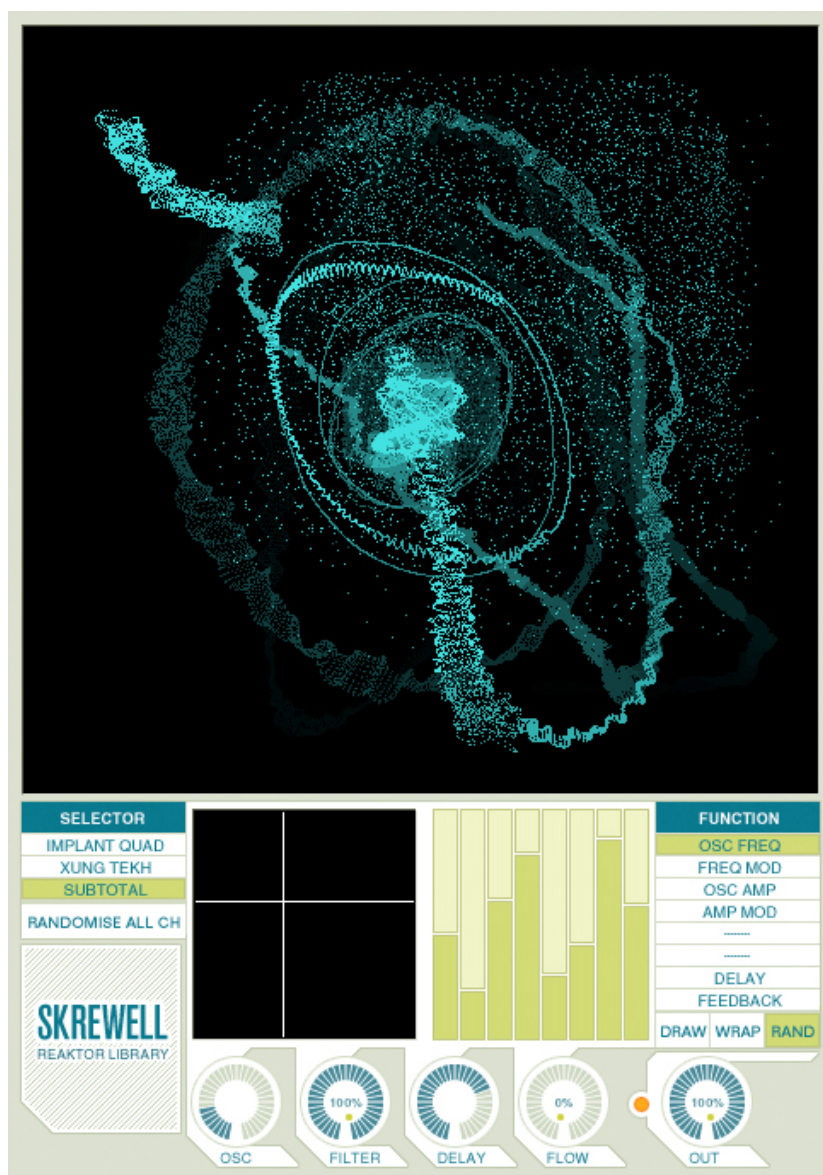 SELECTOR
IMPLANT QUAD
XUNG TEKH
SUBTOTAL
RANDOMISE ALL CH
SKREWELL
REAKTOR LIBRARY
FUNCTION
OSC FREQ
FREQ MOD
OSC AMP
AMP MOD
--------
--------
DELAY
FEEDBACK
DRAW WRAP RAND
100% 0% 100%
OSC FILTER DELAY FLOW OUT